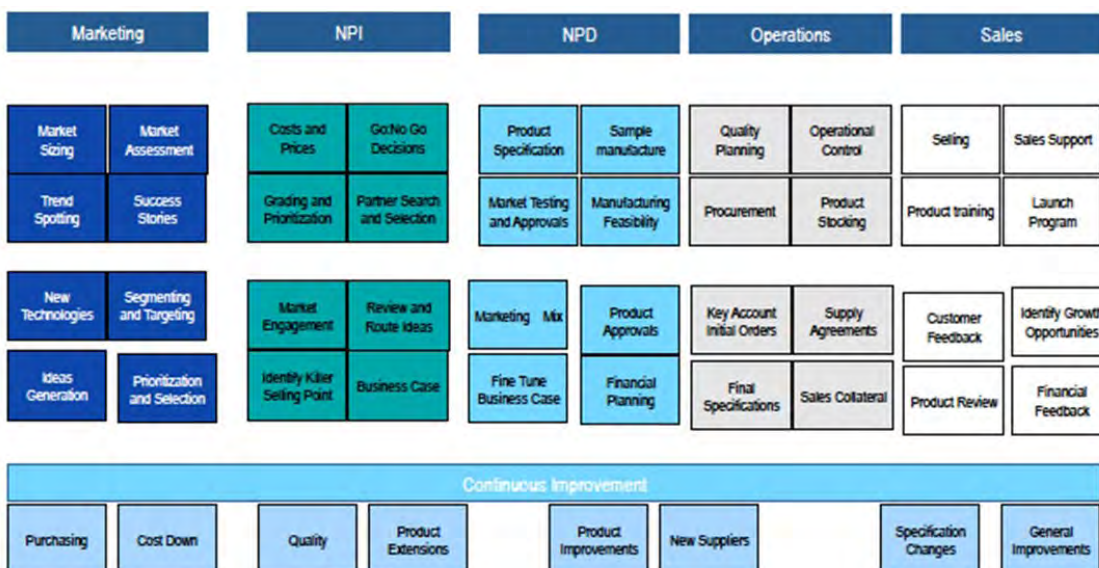 Marketing
NPI
NPD
Operations
Sales
Market
Sizing
Market
Assessment
Costs and
Prices
Go:No Go
Decisions
Product
Specification
Sample
manufacture
Quality
Planning
Operational
Control
Selling
Sales Support
Trend
Spotting
Success
Stories
Grading and
Prioritization
Partner Search
and Selection
Market Testing
and Approvals
Manufacturing
Feasibility
Procurement
Product
Stocking
Product training
Launch
Program
New
Technologies
Segmenting
and Targeting
Market
Engagement
Review and
Route Ideas
Marketing Mix
Product
Approvals
Key Account
Initial Orders
Supply
Agreements
Customer
Feedback
Identify Growth
Opportunities
Ideas
Generation
Prioritization
and Selection
Identify Killer
Selling Point
Business Case
Fine Tune
Business Case
Financial
Planning
Final
Specifications
Sales Collateral
Product Review
Financial
Feedback
Continuous Improvement
Purchasing
Cost Down
Quality
Product
Extensions
Product
Improvements
New Suppliers
Specification
Changes
General
Improvements